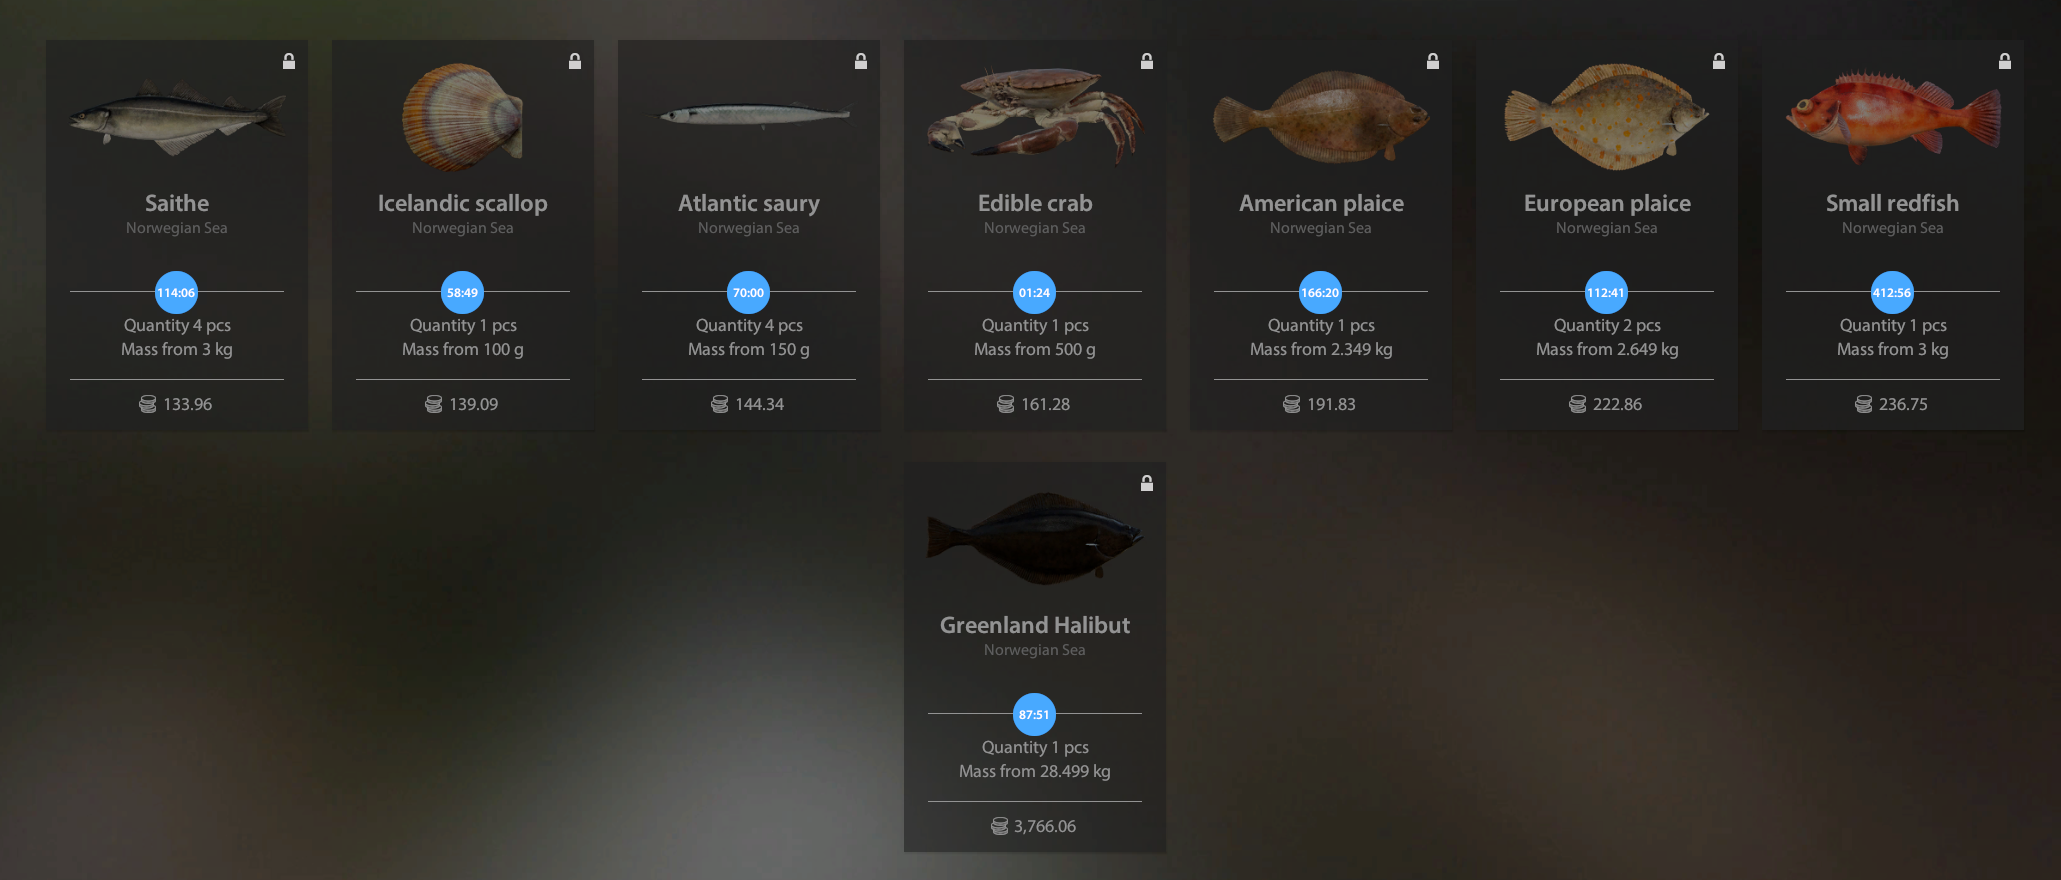 Saithe
Norwegian Sea
114:06
Quantity 4 pcs
Mass from 3 kg
133.96
Icelandic scallop
Norwegian Sea
58:49
Quantity 1 pcs
Mass from 100 g
139.09
Atlantic saury
Norwegian Sea
70:00
Quantity 4 pcs
Mass from 150 g
144.34
Edible crab
Norwegian Sea
01:24
Quantity 1 pcs
Mass from 500 g
161.28
American plaice
Norwegian Sea
166:20
Quantity 1 pcs
Mass from 2.349 kg
191.83
European plaice
Norwegian Sea
112:41
Quantity 2 pcs
Mass from 2.649 kg
222.86
Small redfish
Norwegian Sea
412:56
Quantity 1 pcs
Mass from 3 kg
236.75
Greenland Halibut
Norwegian Sea
87:51
Quantity 1 pcs
Mass from 28.499 kg
3,766.06